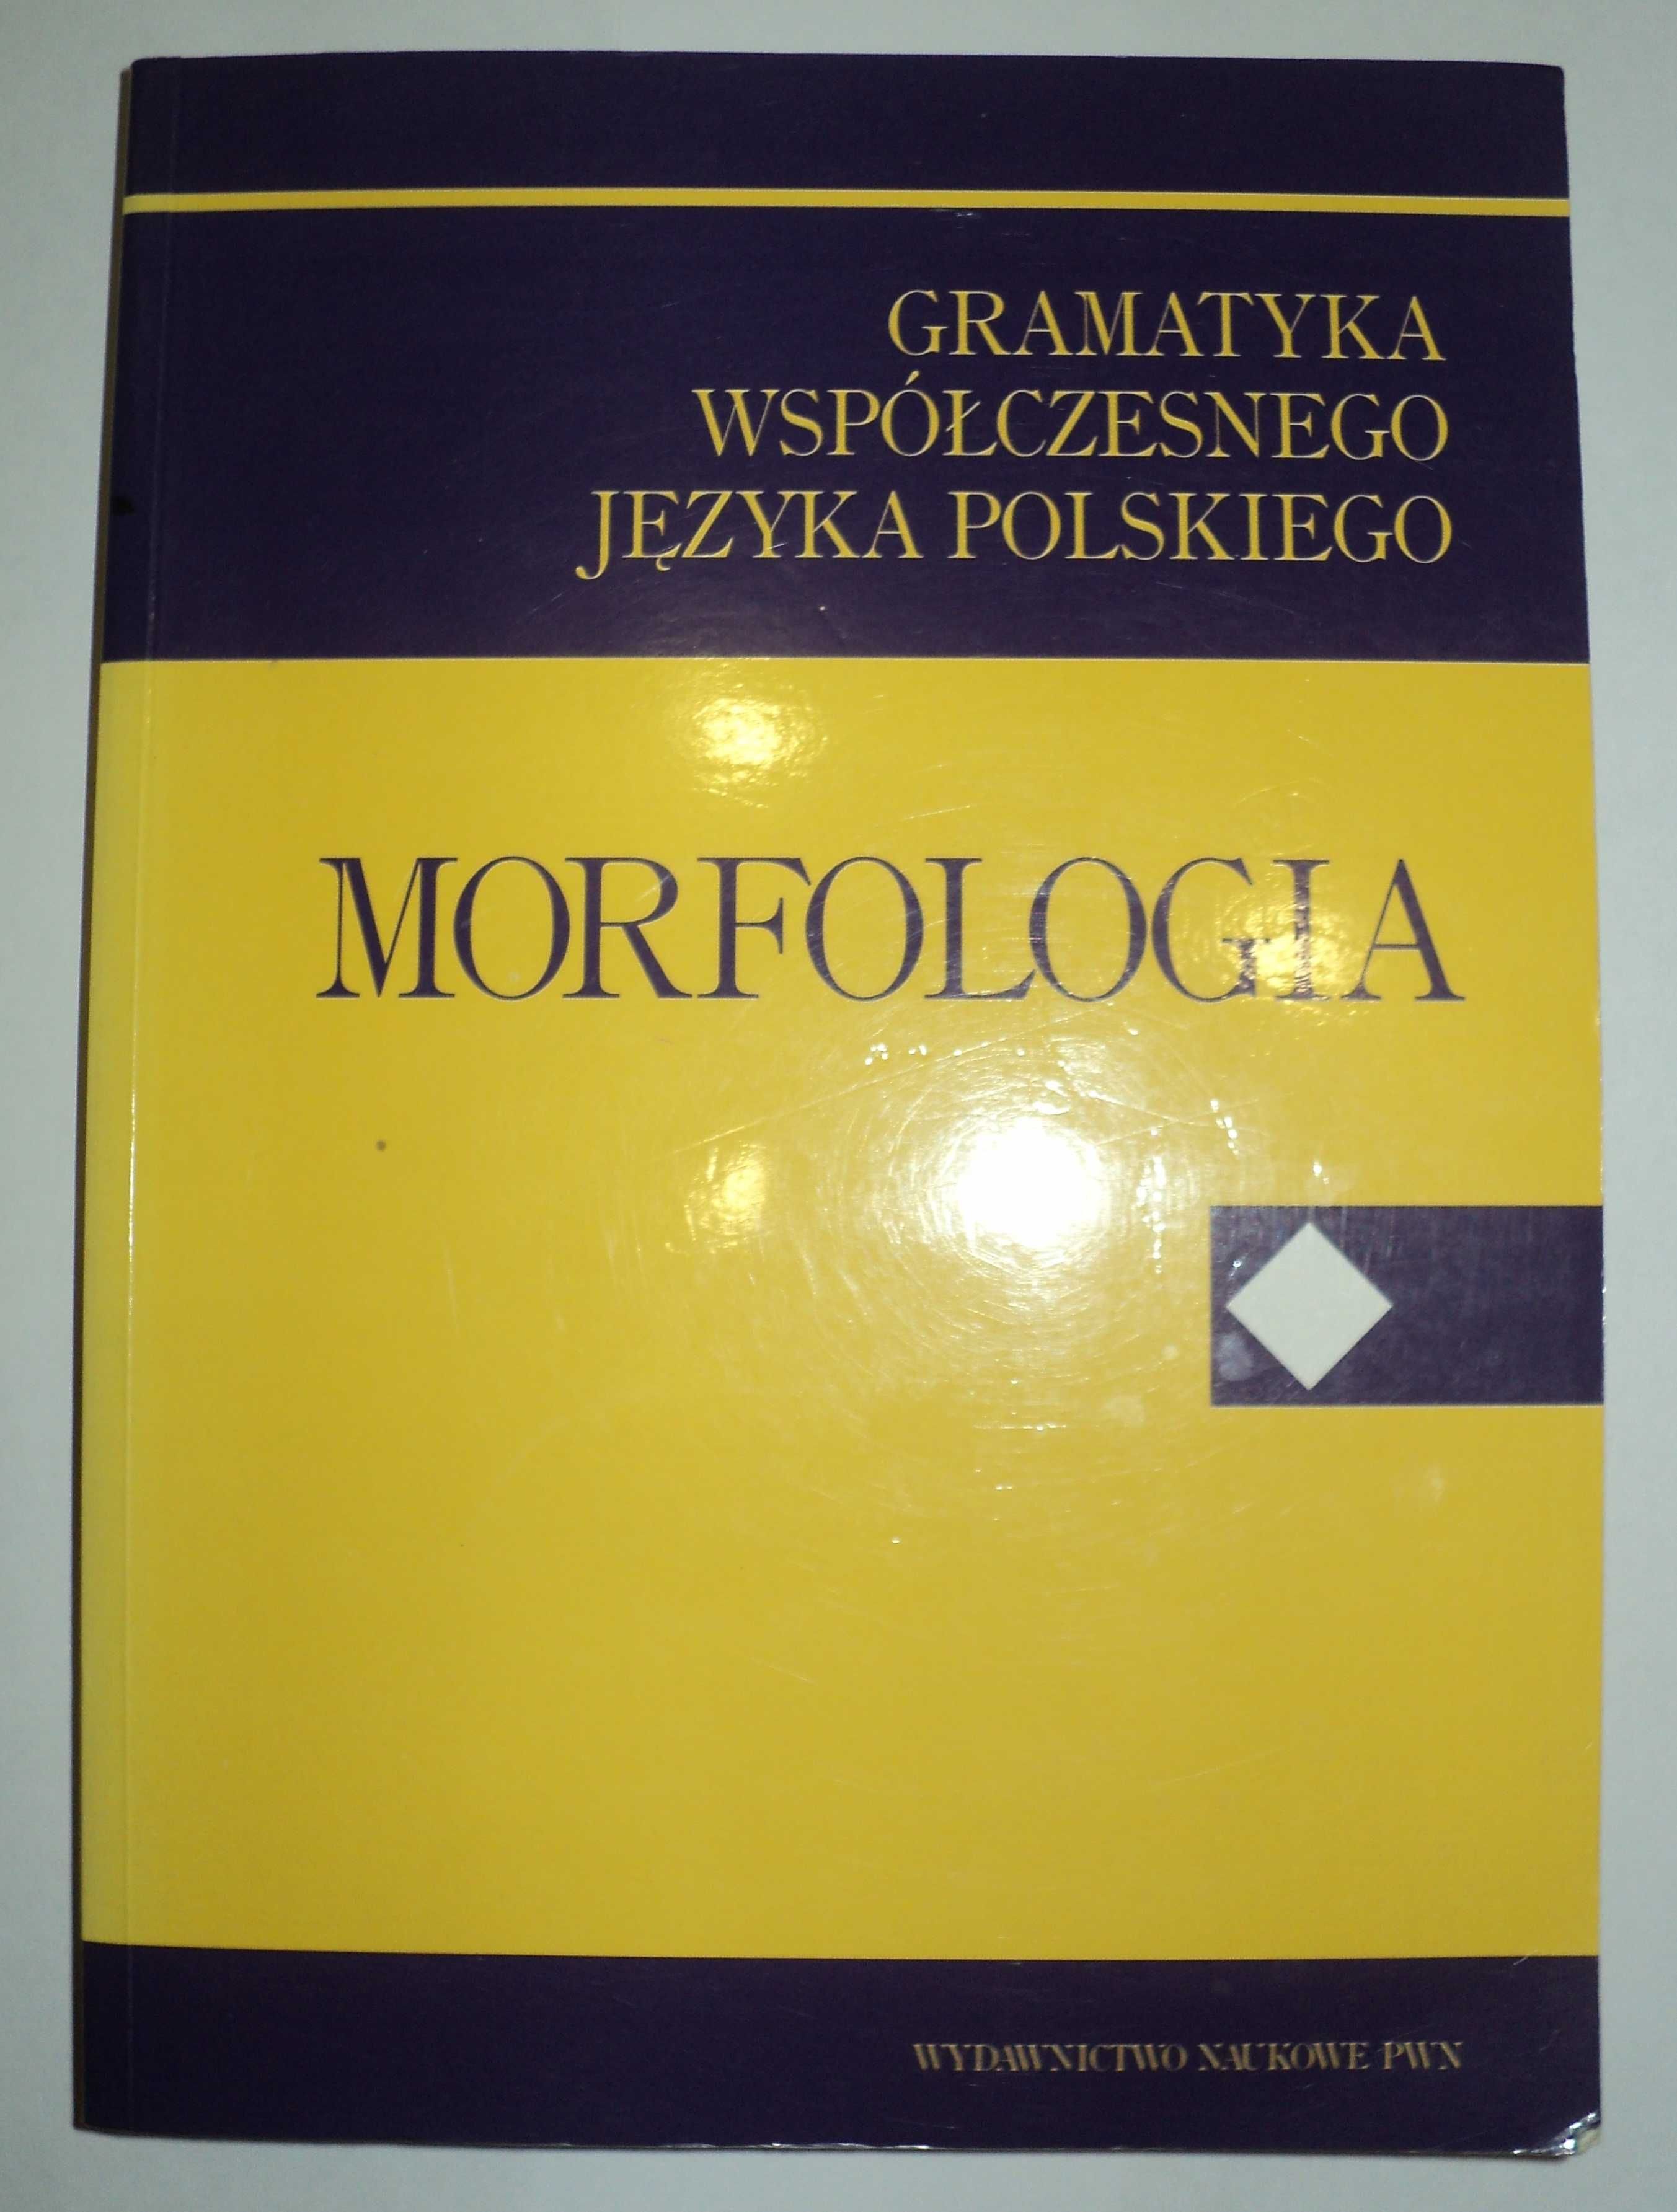 GRAMATYKA
WSPÓŁCZESNEGO
JĘZYKA POLSKIEGO
MORFOLOGIA
WYDAWNICTWO NAUKOWE PWN